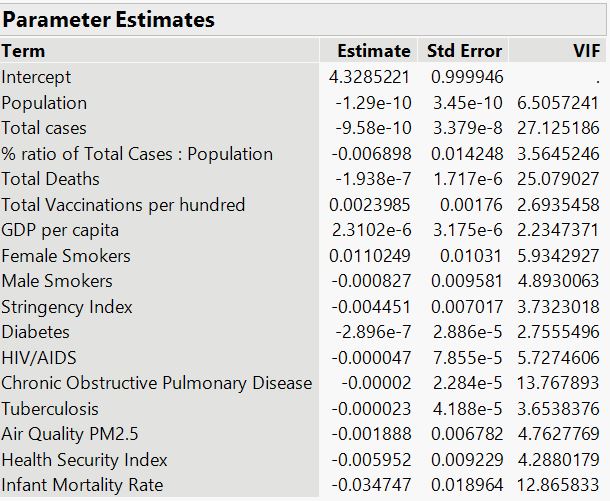 Parameter Estimates
Term Estimate Std Error VIF
Intercept 4.3285221 0.999946 .
Population -1.29e-10 3.45e-10 6.5057241
Total cases -9.58e-10 3.379e-8 27.125186
% ratio of Total Cases : Population -0.006898 0.014248 3.5645246
Total Deaths -1.938e-7 1.717e-6 25.079027
Total Vaccinations per hundred 0.0023985 0.00176 2.6935458
GDP per capita 2.3102e-6 3.175e-6 2.2347371
Female Smokers 0.0110249 0.01031 5.9342927
Male Smokers -0.000827 0.009581 4.8930063
Stringency Index -0.004451 0.007017 3.7323018
Diabetes -2.896e-7 2.886e-5 2.7555496
HIV/AIDS -0.000047 7.855e-5 5.7274606
Chronic Obstructive Pulmonary Disease -0.00002 2.284e-5 13.767893
Tuberculosis -0.000023 4.188e-5 3.6538376
Air Quality PM2.5 -0.001888 0.006782 4.7627769
Health Security Index -0.005952 0.009229 4.2880179
Infant Mortality Rate -0.034747 0.018964 12.865833